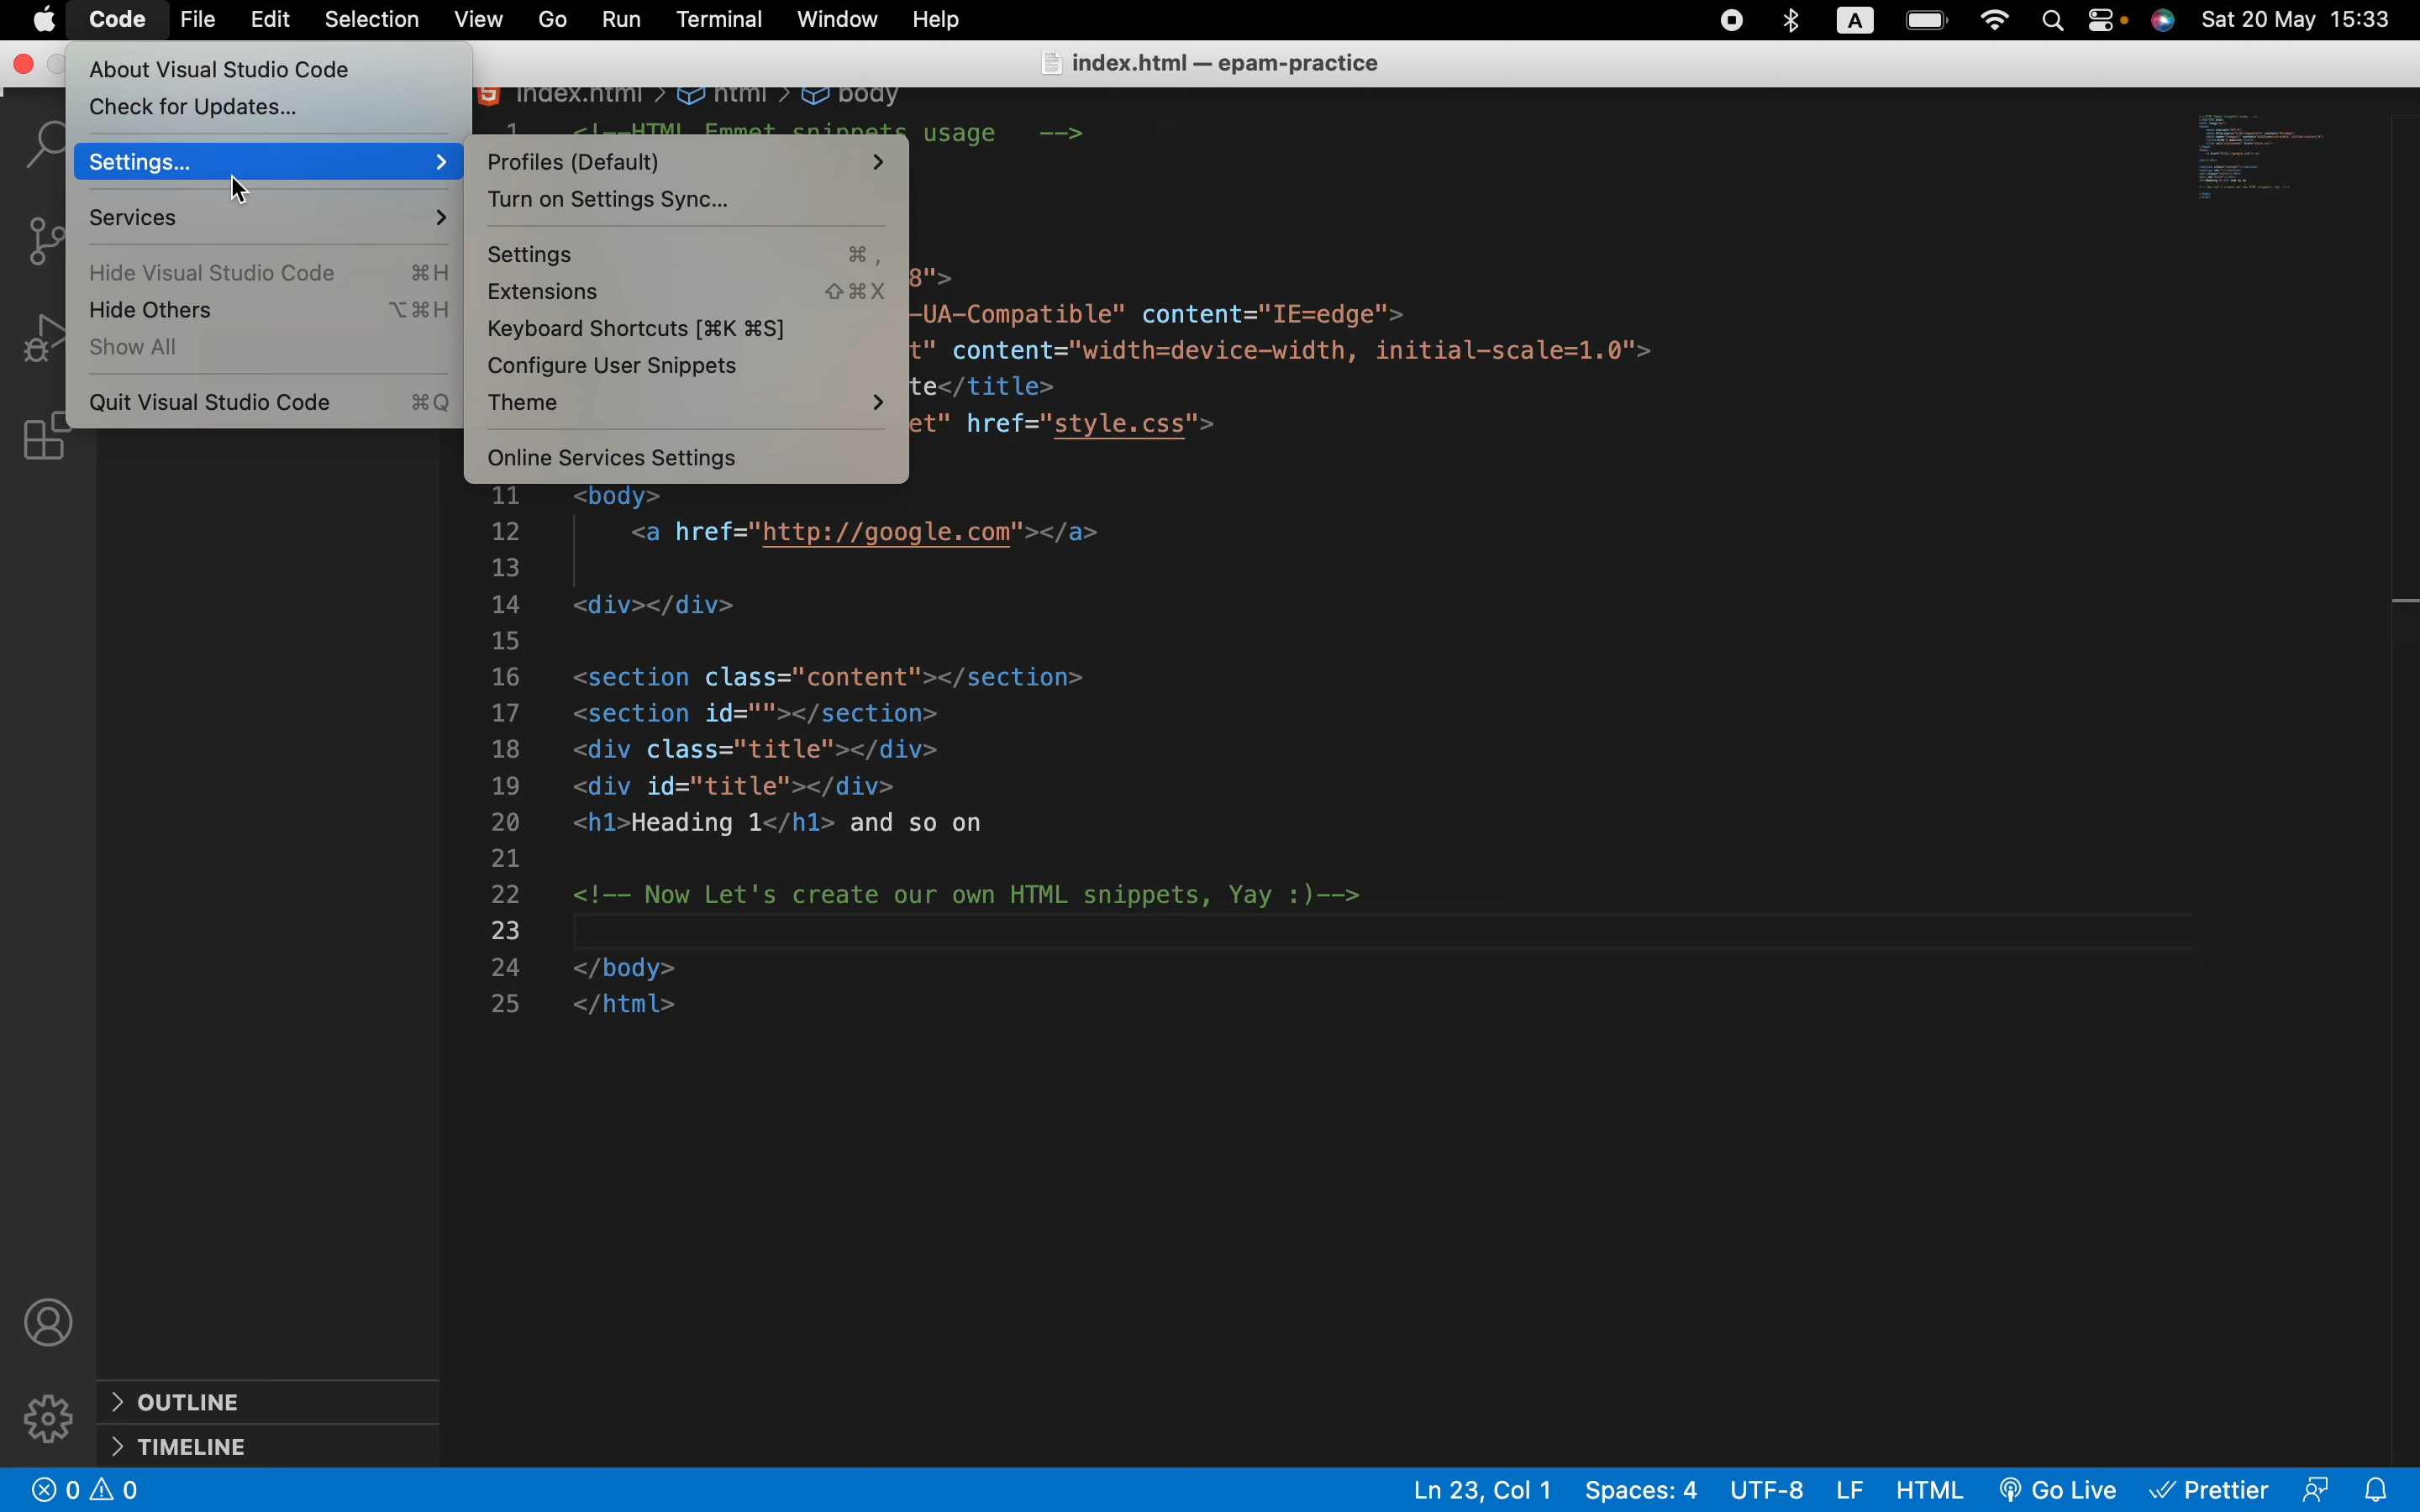 Code File Edit Selection View Go Run Terminal Window Help A Sat 20 May 15:33
index.html — epam-practice
About Visual Studio Code
Check for Updates...
Settings...
Services
Hide Visual Studio Code ⌘H
Hide Others ⌥⌘H
Show All
Quit Visual Studio Code ⌘Q
Profiles (Default)
Turn on Settings Sync...
Settings ⌘,
Extensions ⇧⌘X
Keyboard Shortcuts [⌘K ⌘S]
Configure User Snippets
Theme
Online Services Settings
index.html > html > body
1 <!--HTML Emmet snippets usage -->
8">
-UA-Compatible" content="IE=edge">
t" content="width=device-width, initial-scale=1.0">
te</title>
et" href="style.css">
11 <body>
12 <a href="http://google.com"></a>
13
14 <div></div>
15
16 <section class="content"></section>
17 <section id=""></section>
18 <div class="title"></div>
19 <div id="title"></div>
20 <h1>Heading 1</h1> and so on
21
22 <!-- Now Let's create our own HTML snippets, Yay :)-->
23
24 </body>
25 </html>
OUTLINE
TIMELINE
0 0 Ln 23, Col 1 Spaces: 4 UTF-8 LF HTML Go Live Prettier